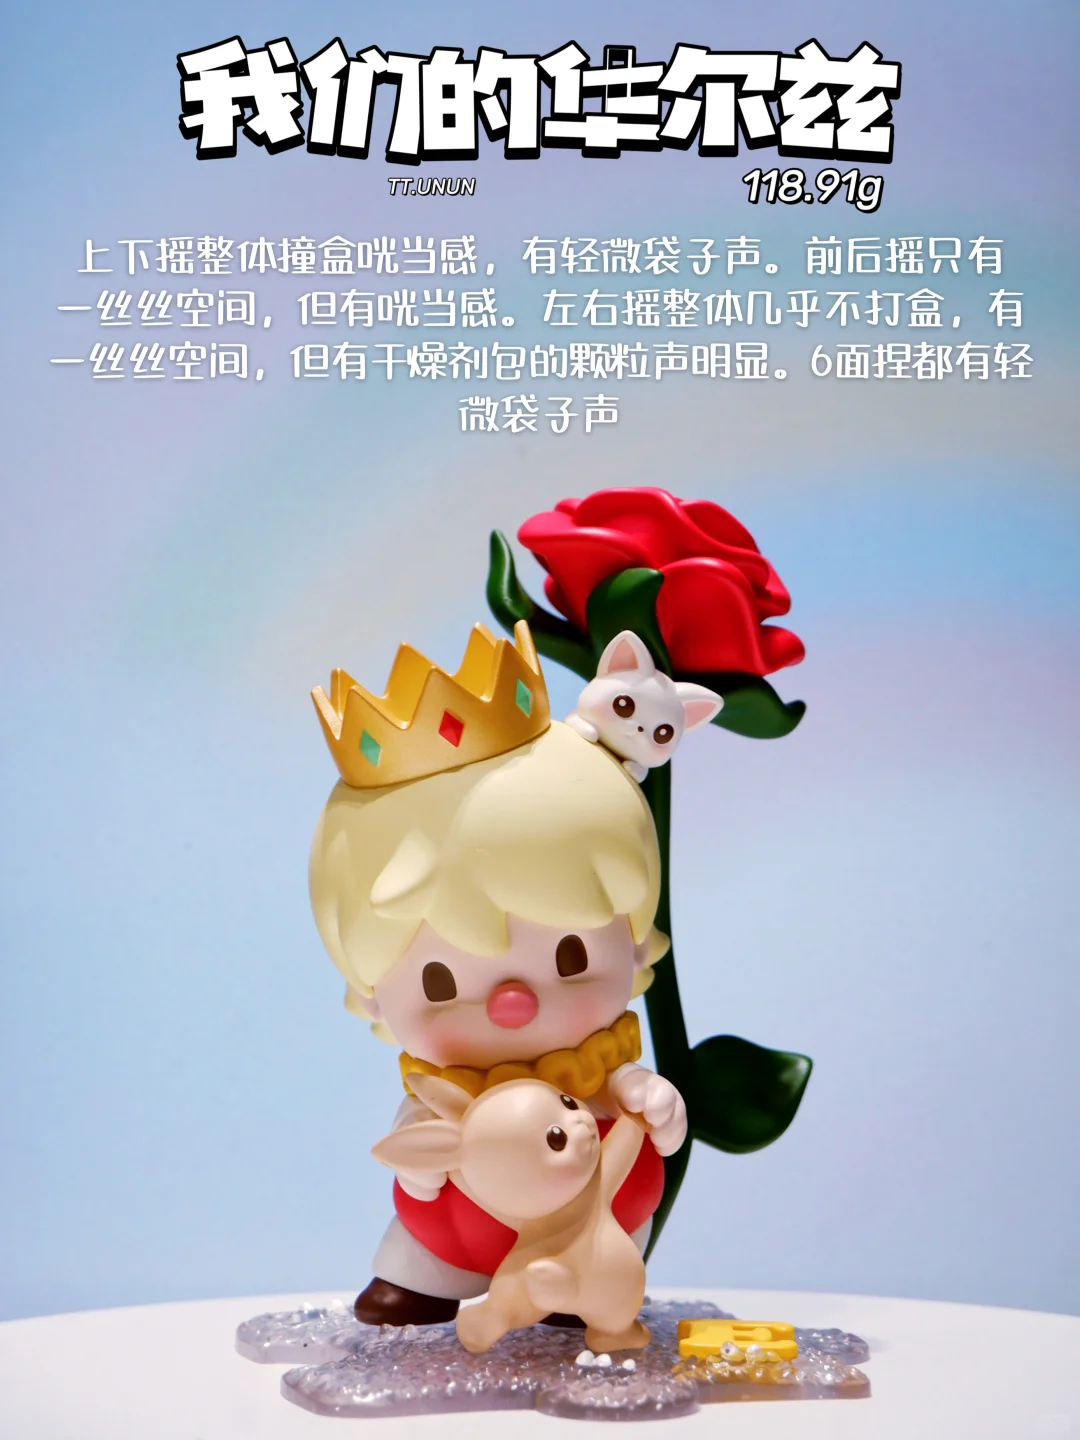 我们的华尔兹
TT.UNUN
118.91g
上下摇整体撞盒咣当感，有轻微袋子声。前后摇只有
一丝丝空间，但有咣当感。左右摇整体几乎不打盒，有
一丝丝空间，但有干燥剂包的颗粒声明显。6面捏都有轻
微袋子声